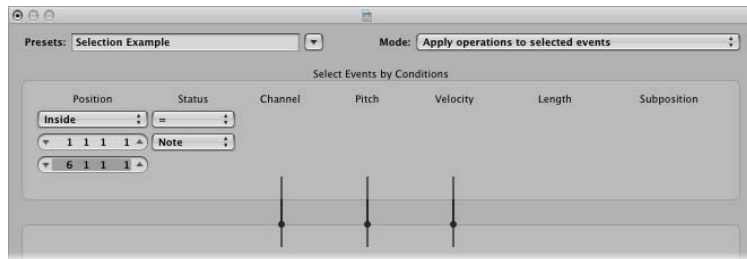 Presets: Selection Example Mode: Apply operations to selected events
Select Events by Conditions
Position Status Channel Pitch Velocity Length Subposition
Inside =
1 1 1 1 Note
6 1 1 1